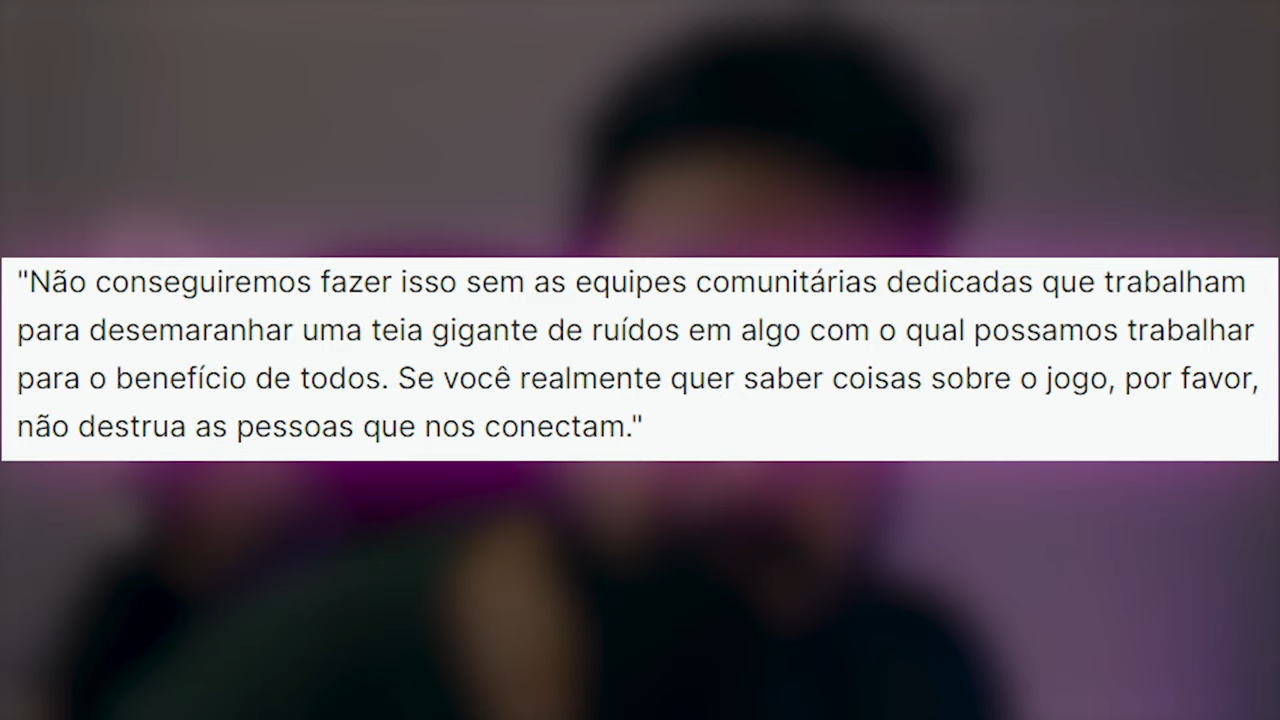 "Não conseguiremos fazer isso sem as equipes comunitárias dedicadas que trabalham
para desemaranhar uma teia gigante de ruídos em algo com o qual possamos trabalhar
para o benefício de todos. Se você realmente quer saber coisas sobre o jogo, por favor,
não destrua as pessoas que nos conectam."